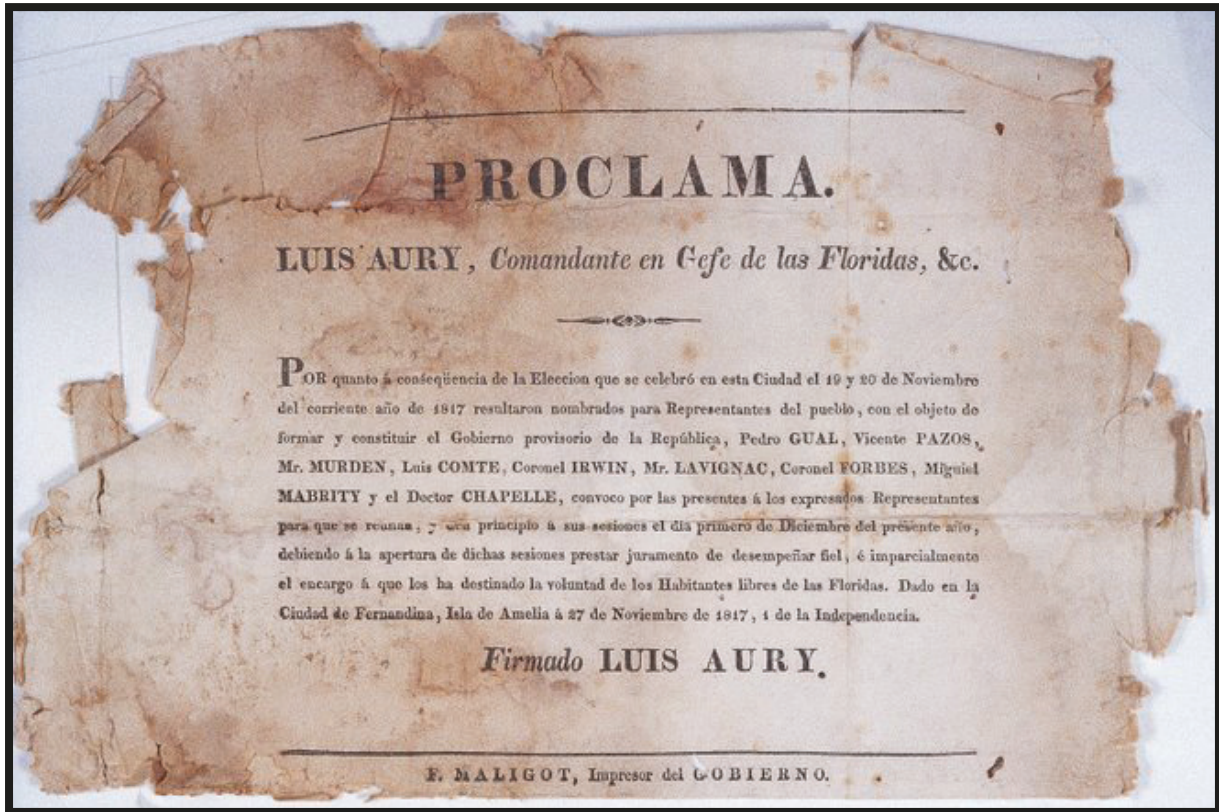 PROCLAMA.
LUIS AURY, Comandante en Gefe de las Floridas, &c.
POR quanto à conseqüencia de la Eleccion que se celebró en esta Ciudad el 19 y 20 de Noviembre
del corriente año de 1817 resultaron nombrados para Representantes del pueblo, con el objeto de
formar y constituir el Gobierno provisorio de la República, Pedro GUAL, Vicente PAZOS,
Mr. MURDEN, Luis COMTE, Coronel IRWIN, Mr. LAVIGNAC, Coronel FORBES, Miguiel
MABRITY y el Doctor CHAPELLE, convoco por las presentes á los expresados Representantes
para que se reunan, y den principio à sus sesiones el dia primero de Diciembre del presente año,
debiendo á la apertura de dichas sesiones prestar juramento de desempeñar fiel, é imparcialmente
el encargo á que los ha destinado la voluntad de los Habitantes libres de las Floridas. Dado en la
Ciudad de Fernandina, Isla de Amelia á 27 de Noviembre de 1817, 1 de la Independencia.
Firmado LUIS AURY.
F. MALIGOT, Impresor del GOBIERNO.